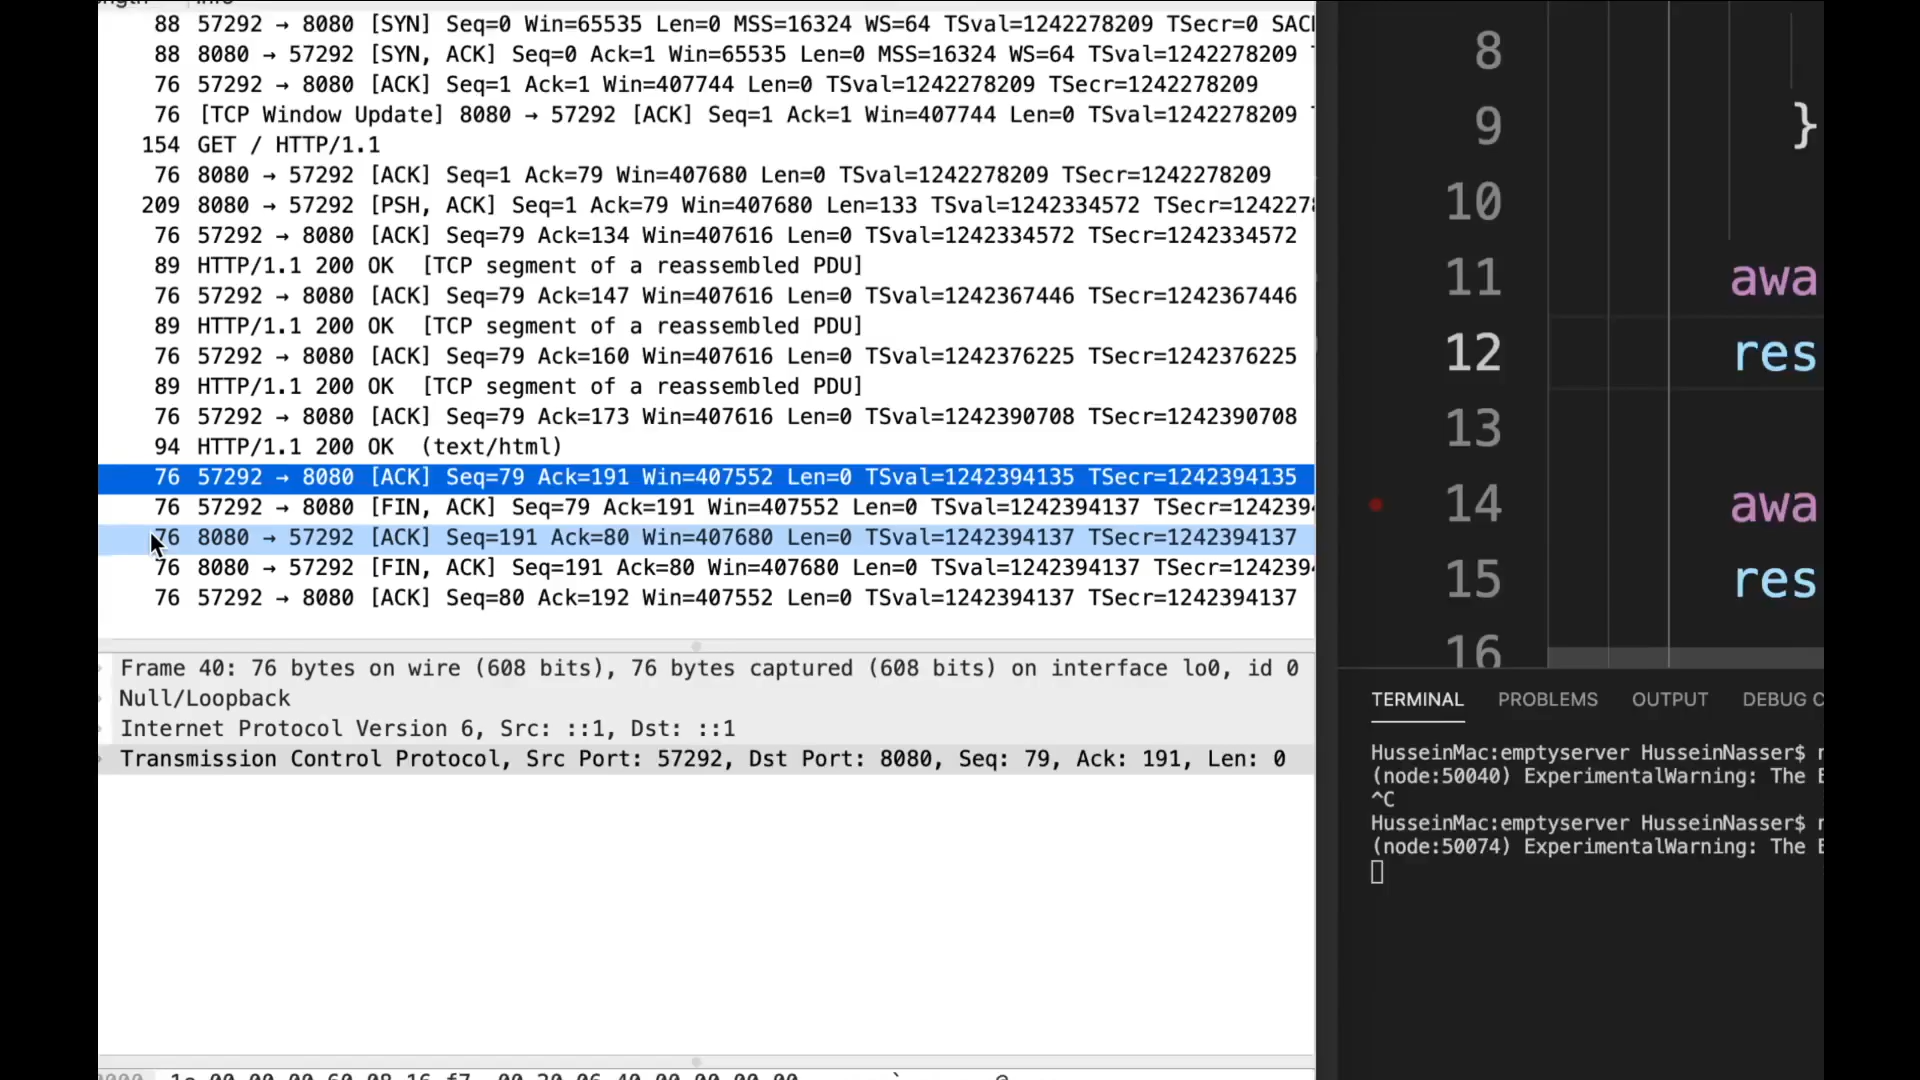 88 57292 → 8080 [SYN] Seq=0 Win=65535 Len=0 MSS=16324 WS=64 TSval=1242278209 TSecr=0
88 8080 → 57292 [SYN, ACK] Seq=0 Ack=1 Win=65535 Len=0 MSS=16324 WS=64 TSval=1242278209
76 57292 → 8080 [ACK] Seq=1 Ack=1 Win=407744 Len=0 TSval=1242278209 TSecr=1242278209
76 [TCP Window Update] 8080 → 57292 [ACK] Seq=1 Ack=1 Win=407744 Len=0 TSval=1242278209
154 GET / HTTP/1.1
76 8080 → 57292 [ACK] Seq=1 Ack=79 Win=407680 Len=0 TSval=1242278209 TSecr=1242278209
209 8080 → 57292 [PSH, ACK] Seq=1 Ack=79 Win=407680 Len=133 TSval=1242334572 TSecr=124227
76 57292 → 8080 [ACK] Seq=79 Ack=134 Win=407616 Len=0 TSval=1242334572 TSecr=1242334572
89 HTTP/1.1 200 OK [TCP segment of a reassembled PDU]
76 57292 → 8080 [ACK] Seq=79 Ack=147 Win=407616 Len=0 TSval=1242367446 TSecr=1242367446
89 HTTP/1.1 200 OK [TCP segment of a reassembled PDU]
76 57292 → 8080 [ACK] Seq=79 Ack=160 Win=407616 Len=0 TSval=1242376225 TSecr=1242376225
89 HTTP/1.1 200 OK [TCP segment of a reassembled PDU]
76 57292 → 8080 [ACK] Seq=79 Ack=173 Win=407616 Len=0 TSval=1242390708 TSecr=1242390708
94 HTTP/1.1 200 OK (text/html)
76 57292 → 8080 [ACK] Seq=79 Ack=191 Win=407552 Len=0 TSval=1242394135 TSecr=1242394135
76 57292 → 8080 [FIN, ACK] Seq=79 Ack=191 Win=407552 Len=0 TSval=1242394137 TSecr=124239
76 8080 → 57292 [ACK] Seq=191 Ack=80 Win=407680 Len=0 TSval=1242394137 TSecr=1242394137
76 8080 → 57292 [FIN, ACK] Seq=191 Ack=80 Win=407680 Len=0 TSval=1242394137 TSecr=124239
76 57292 → 8080 [ACK] Seq=80 Ack=192 Win=407552 Len=0 TSval=1242394137 TSecr=1242394137
Frame 40: 76 bytes on wire (608 bits), 76 bytes captured (608 bits) on interface lo0, id 0
Null/Loopback
Internet Protocol Version 6, Src: ::1, Dst: ::1
Transmission Control Protocol, Src Port: 57292, Dst Port: 8080, Seq: 79, Ack: 191, Len: 0
8
9 }
10
11 awa
12 res
13
14 awa
15 res
16
TERMINAL PROBLEMS OUTPUT DEBUG C
HusseinMac:emptyserver HusseinNasser$
(node:50040) ExperimentalWarning: The
^C
HusseinMac:emptyserver HusseinNasser$
(node:50074) ExperimentalWarning: The